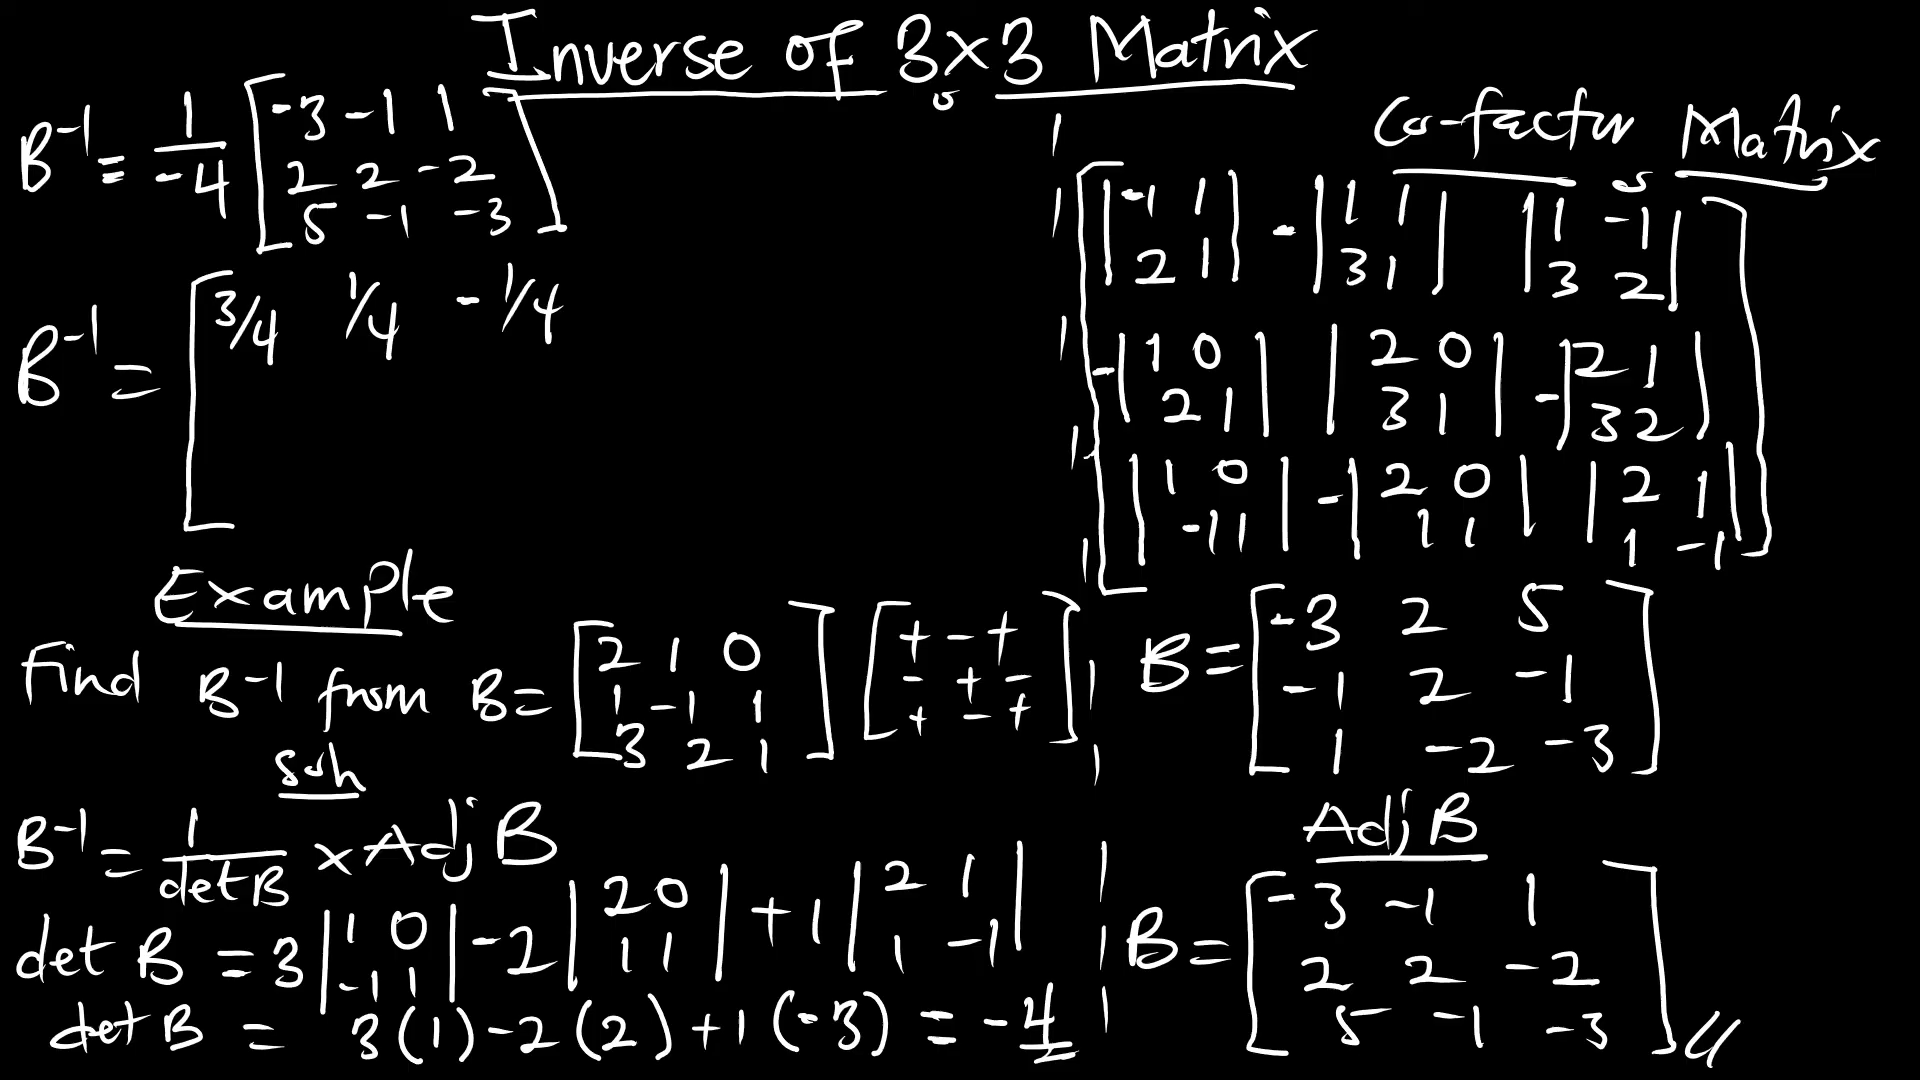 Inverse of 3×3 Matrix
B⁻¹ = 1/-4 [-3 -1 1
2 2 -2
5 -1 -3]
B⁻¹ = [3/4 1/4 -1/4
Example
Find B⁻¹ from B = [2 1 0
1 -1 1
3 2 1] [+ - +
- + -
+ - +]
soln
B⁻¹ = 1/det B × Adj B
det B = 3 |1 0
-1 1| -2 |2 0
1 1| +1 |2 1
1 -1|
det B = 3(1) -2(2) +1(-3) = -4
Co-factor Matrix
[|-1 1
2 1| -|1 1
3 1| |1 -1
3 2|
-|1 0
2 1| |2 0
3 1| -|2 1
3 2|
|1 0
-1 1| -|2 0
1 1| |2 1
1 -1|]
B = [-3 2 5
-1 2 -1
1 -2 -3]
Adj B
B = [-3 -1 1
2 2 -2
5 -1 -3]